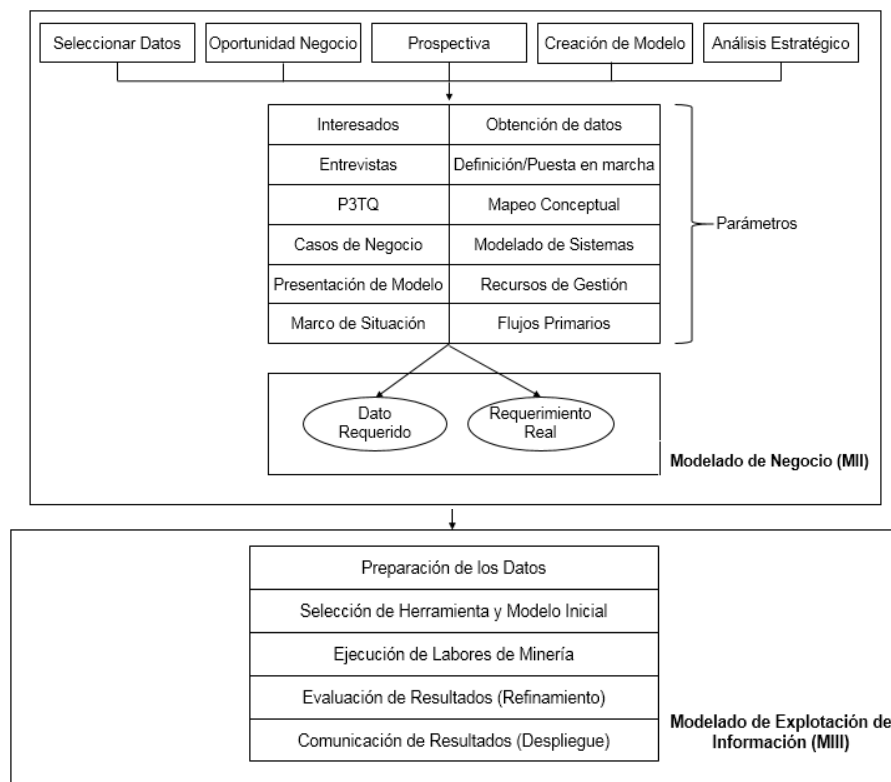 Seleccionar Datos
Oportunidad Negocio
Prospectiva
Creación de Modelo
Análisis Estratégico
Interesados
Obtención de datos
Entrevistas
Definición/Puesta en marcha
P3TQ
Mapeo Conceptual
Casos de Negocio
Modelado de Sistemas
Presentación de Modelo
Recursos de Gestión
Marco de Situación
Flujos Primarios
Parámetros
Dato
Requerido
Requerimiento
Real
Modelado de Negocio (MII)
Preparación de los Datos
Selección de Herramienta y Modelo Inicial
Ejecución de Labores de Minería
Evaluación de Resultados (Refinamiento)
Comunicación de Resultados (Despliegue)
Modelado de Explotación de
Información (MIII)